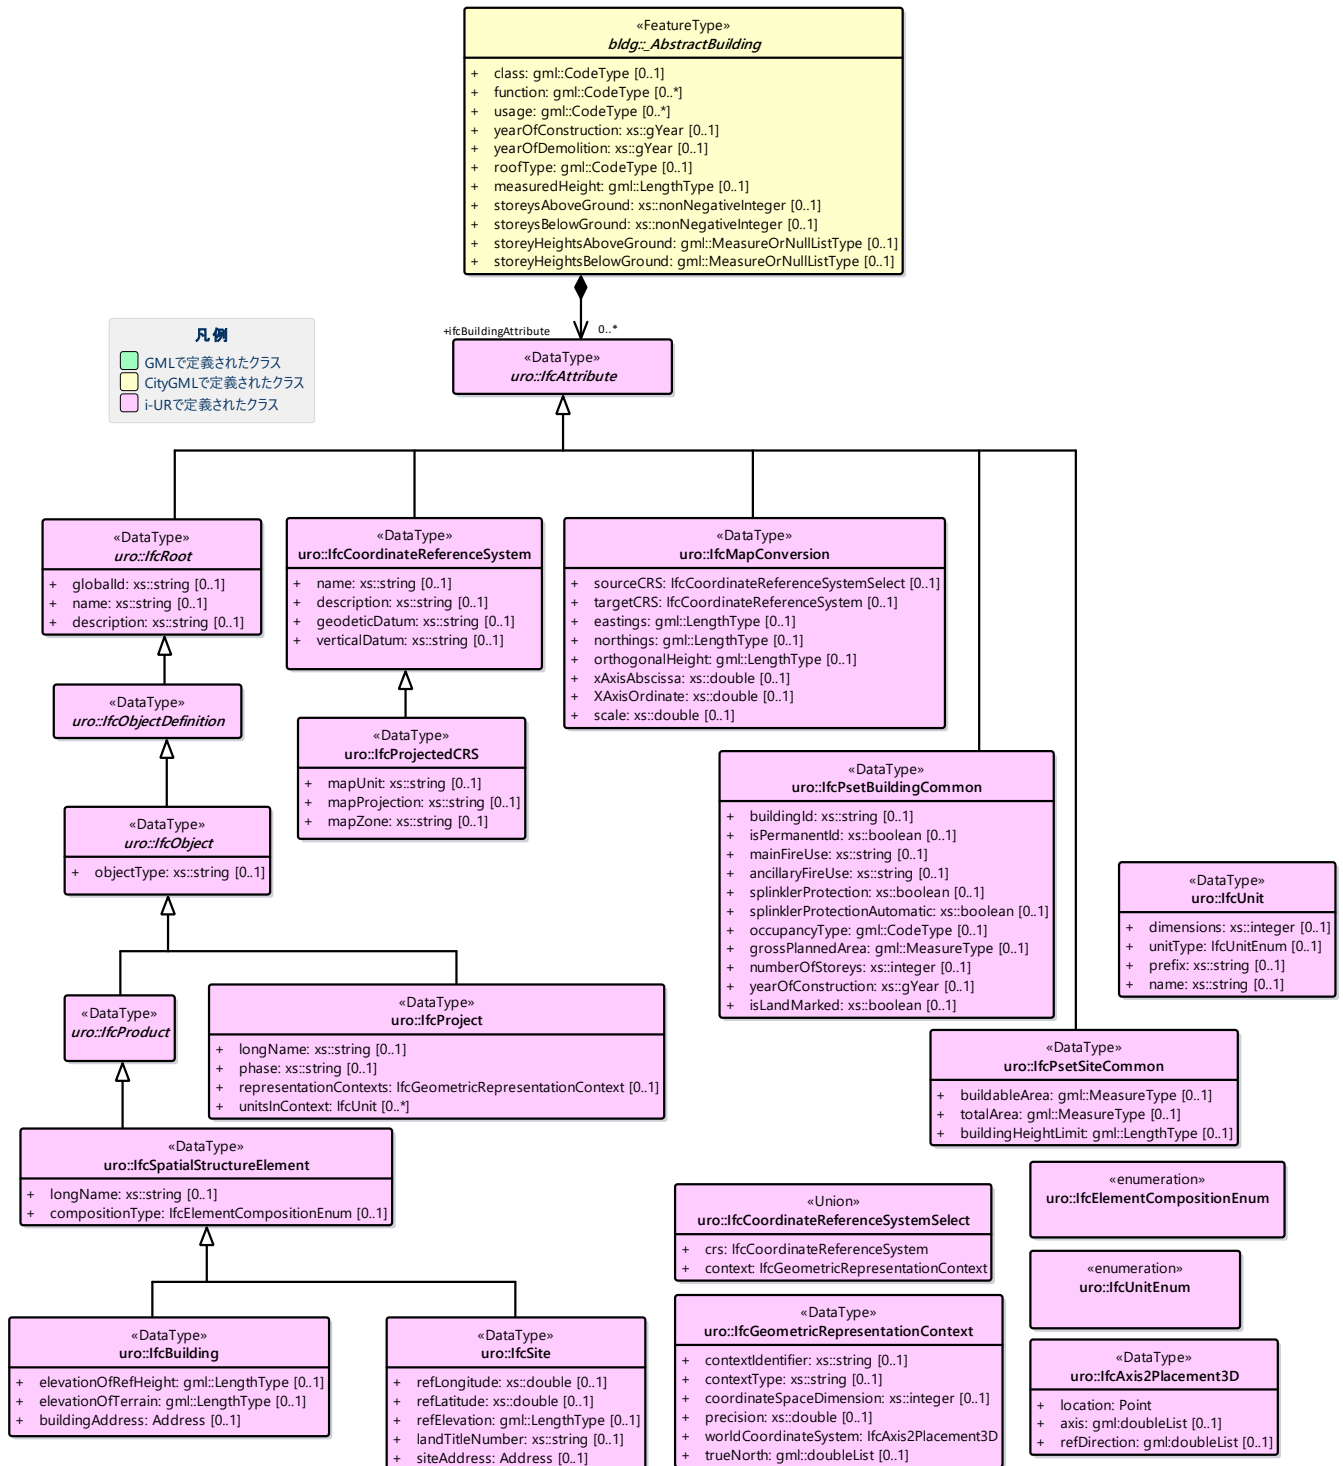 «FeatureType»
bldg::_AbstractBuilding
+ class: gml::CodeType [0..1]
+ function: gml::CodeType [0..*]
+ usage: gml::CodeType [0..*]
+ yearOfConstruction: xs::gYear [0..1]
+ yearOfDemolition: xs::gYear [0..1]
+ roofType: gml::CodeType [0..1]
+ measuredHeight: gml::LengthType [0..1]
+ storeysAboveGround: xs::nonNegativeInteger [0..1]
+ storeysBelowGround: xs::nonNegativeInteger [0..1]
+ storeyHeightsAboveGround: gml::MeasureOrNullListType [0..1]
+ storeyHeightsBelowGround: gml::MeasureOrNullListType [0..1]
+ifcBuildingAttribute 0..*
凡例
GMLで定義されたクラス
CityGMLで定義されたクラス
i-URで定義されたクラス
«DataType»
uro::IfcAttribute
«DataType»
uro::IfcRoot
+ globalId: xs::string [0..1]
+ name: xs::string [0..1]
+ description: xs::string [0..1]
«DataType»
uro::IfcCoordinateReferenceSystem
+ name: xs::string [0..1]
+ description: xs::string [0..1]
+ geodeticDatum: xs::string [0..1]
+ verticalDatum: xs::string [0..1]
«DataType»
uro::IfcMapConversion
+ sourceCRS: IfcCoordinateReferenceSystemSelect [0..1]
+ targetCRS: IfcCoordinateReferenceSystem [0..1]
+ eastings: gml::LengthType [0..1]
+ northings: gml::LengthType [0..1]
+ orthogonalHeight: gml::LengthType [0..1]
+ xAxisAbscissa: xs::double [0..1]
+ XAxisOrdinate: xs::double [0..1]
+ scale: xs::double [0..1]
«DataType»
uro::IfcObjectDefinition
«DataType»
uro::IfcProjectedCRS
+ mapUnit: xs::string [0..1]
+ mapProjection: xs::string [0..1]
+ mapZone: xs::string [0..1]
«DataType»
uro::IfcPsetBuildingCommon
+ buildingId: xs::string [0..1]
+ isPermanentId: xs::boolean [0..1]
+ mainFireUse: xs::string [0..1]
+ ancillaryFireUse: xs::string [0..1]
+ splinklerProtection: xs::boolean [0..1]
+ splinklerProtectionAutomatic: xs::boolean [0..1]
+ occupancyType: gml::CodeType [0..1]
+ grossPlannedArea: gml::MeasureType [0..1]
+ numberOfStoreys: xs::integer [0..1]
+ yearOfConstruction: xs::gYear [0..1]
+ isLandMarked: xs::boolean [0..1]
«DataType»
uro::IfcObject
+ objectType: xs::string [0..1]
«DataType»
uro::IfcUnit
+ dimensions: xs::integer [0..1]
+ unitType: IfcUnitEnum [0..1]
+ prefix: xs::string [0..1]
+ name: xs::string [0..1]
«DataType»
uro::IfcProduct
«DataType»
uro::IfcProject
+ longName: xs::string [0..1]
+ phase: xs::string [0..1]
+ representationContexts: IfcGeometricRepresentationContext [0..1]
+ unitsInContext: IfcUnit [0..*]
«DataType»
uro::IfcPsetSiteCommon
+ buildableArea: gml::MeasureType [0..1]
+ totalArea: gml::MeasureType [0..1]
+ buildingHeightLimit: gml::LengthType [0..1]
«DataType»
uro::IfcSpatialStructureElement
+ longName: xs::string [0..1]
+ compositionType: IfcElementCompositionEnum [0..1]
«Union»
uro::IfcCoordinateReferenceSystemSelect
+ crs: IfcCoordinateReferenceSystem
+ context: IfcGeometricRepresentationContext
«enumeration»
uro::IfcElementCompositionEnum
«enumeration»
uro::IfcUnitEnum
«DataType»
uro::IfcBuilding
+ elevationOfRefHeight: gml::LengthType [0..1]
+ elevationOfTerrain: gml::LengthType [0..1]
+ buildingAddress: Address [0..1]
«DataType»
uro::IfcSite
+ refLongitude: xs::double [0..1]
+ refLatitude: xs::double [0..1]
+ refElevation: gml::LengthType [0..1]
+ landTitleNumber: xs::string [0..1]
+ siteAddress: Address [0..1]
«DataType»
uro::IfcGeometricRepresentationContext
+ contextIdentifier: xs::string [0..1]
+ contextType: xs::string [0..1]
+ coordinateSpaceDimension: xs::integer [0..1]
+ precision: xs::double [0..1]
+ worldCoordinateSystem: IfcAxis2Placement3D
+ trueNorth: gml::doubleList [0..1]
«DataType»
uro::IfcAxis2Placement3D
+ location: Point
+ axis: gml:doubleList [0..1]
+ refDirection: gml:doubleList [0..1]